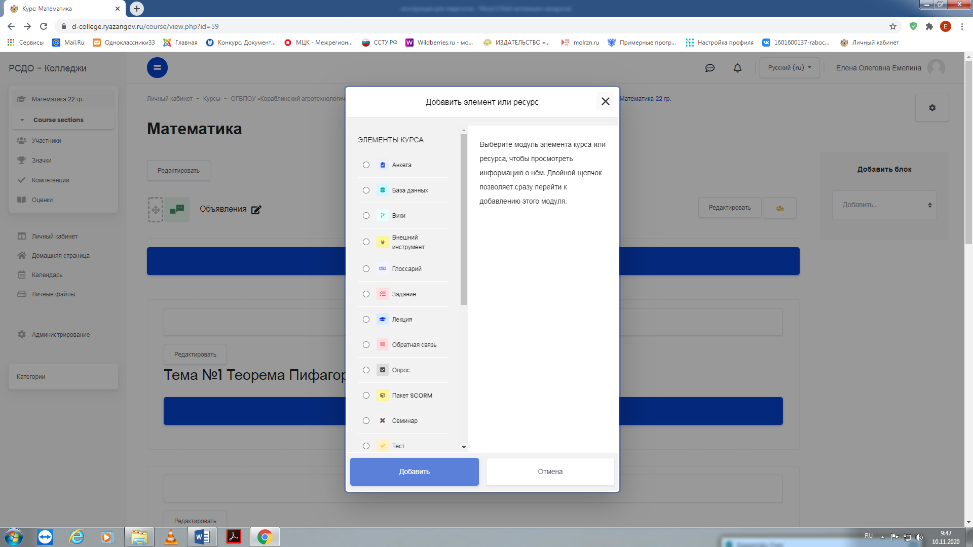 Курс: Математика
d-college.ryazangov.ru/course/view.php?id=59
Сервисы
Mail.Ru
Одноклассники33
Главная
Конкурс. Документ...
МЦК - Межрегион...
ССТУ.РФ
Wildberries.ru - мо...
ИЗДАТЕЛЬСТВО «...
moirzn.ru
Примерные прогр...
Настройка профиля
1601600137-raboc...
Личный кабинет
РСДО - Колледжи
Русский (ru)
Елена Олеговна Емелина
Математика 22 гр.
Course sections
Участники
Значки
Компетенции
Оценки
Личный кабинет
Домашняя страница
Календарь
Личные файлы
Администрирование
Категории
Личный кабинет - Курсы - ОГБПОУ «Кораблинский агротехнологич
Математика 22 гр.
Математика
Редактировать
Объявления
Редактировать
Редактировать
Тема №1 Теорема Пифагор
Редактировать
Добавить блок
Добавить...
Добавить элемент или ресурс
ЭЛЕМЕНТЫ КУРСА
Анкета
База данных
Вики
Внешний
инструмент
Глоссарий
Задание
Лекция
Обратная связь
Опрос
Пакет SCORM
Семинар
Тест
Выберите модуль элемента курса или
ресурса, чтобы просмотреть
информацию о нём. Двойной щелчок
позволяет сразу перейти к
добавлению этого модуля.
Добавить
Отмена
RU
9:47
10.11.2020